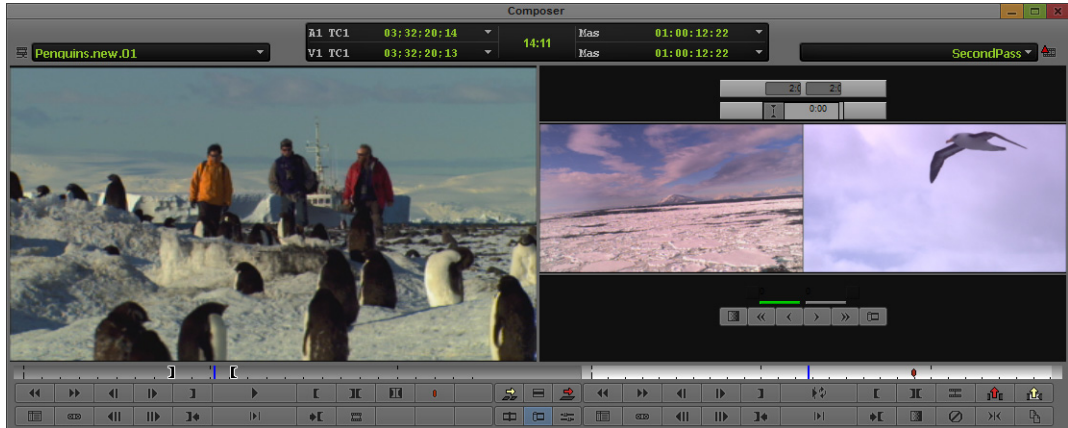 Composer
A1 TC1 03;32;20;14
14:11
Mas 01:00:12:22
Penguins.new.01
V1 TC1 03;32;20;13
Mas 01:00:12:22
SecondPass
0:00